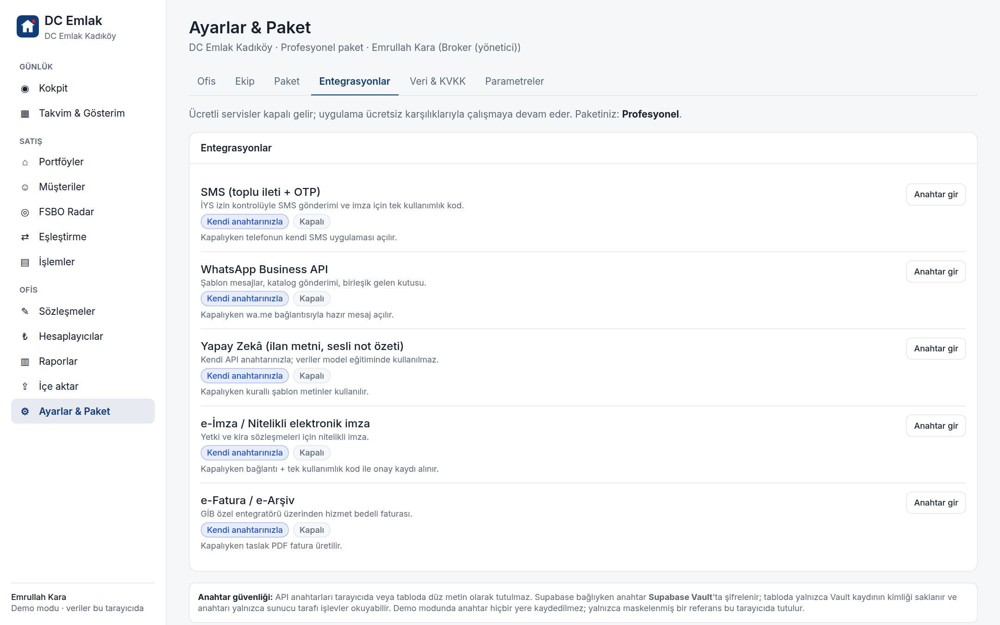 DC Emlak
DC Emlak Kadıköy
GÜNLÜK
Kokpit
Takvim & Gösterim
SATIŞ
Portföyler
Müşteriler
FSBO Radar
Eşleştirme
İşlemler
OFİS
Sözleşmeler
₺ Hesaplayıcılar
Raporlar
İçe aktar
Ayarlar & Paket
Emrullah Kara
Demo modu · veriler bu tarayıcıda
Ayarlar & Paket
DC Emlak Kadıköy · Profesyonel paket · Emrullah Kara (Broker (yönetici))
Ofis Ekip Paket Entegrasyonlar Veri & KVKK Parametreler
Ücretli servisler kapalı gelir; uygulama ücretsiz karşılıklarıyla çalışmaya devam eder. Paketiniz: Profesyonel.
Entegrasyonlar
SMS (toplu ileti + OTP)
Anahtar gir
İYS izin kontrolüyle SMS gönderimi ve imza için tek kullanımlık kod.
Kendi anahtarınızla Kapalı
Kapalıyken telefonun kendi SMS uygulaması açılır.
WhatsApp Business API
Anahtar gir
Şablon mesajlar, katalog gönderimi, birleşik gelen kutusu.
Kendi anahtarınızla Kapalı
Kapalıyken wa.me bağlantısıyla hazır mesaj açılır.
Yapay Zekâ (ilan metni, sesli not özeti)
Anahtar gir
Kendi API anahtarınızla; veriler model eğitiminde kullanılmaz.
Kendi anahtarınızla Kapalı
Kapalıyken kurallı şablon metinler kullanılır.
e-İmza / Nitelikli elektronik imza
Anahtar gir
Yetki ve kira sözleşmeleri için nitelikli imza.
Kendi anahtarınızla Kapalı
Kapalıyken bağlantı + tek kullanımlık kod ile onay kaydı alınır.
e-Fatura / e-Arşiv
Anahtar gir
GİB özel entegratörü üzerinden hizmet bedeli faturası.
Kendi anahtarınızla Kapalı
Kapalıyken taslak PDF fatura üretilir.
Anahtar güvenliği: API anahtarları tarayıcıda veya tabloda düz metin olarak tutulmaz. Supabase bağlıyken anahtar Supabase Vault'ta şifrelenir; tabloda yalnızca Vault kaydının kimliği saklanır ve
anahtarı yalnızca sunucu tarafı işlevler okuyabilir. Demo modunda anahtar hiçbir yere kaydedilmez; yalnızca maskelenmiş bir referans bu tarayıcıda tutulur.